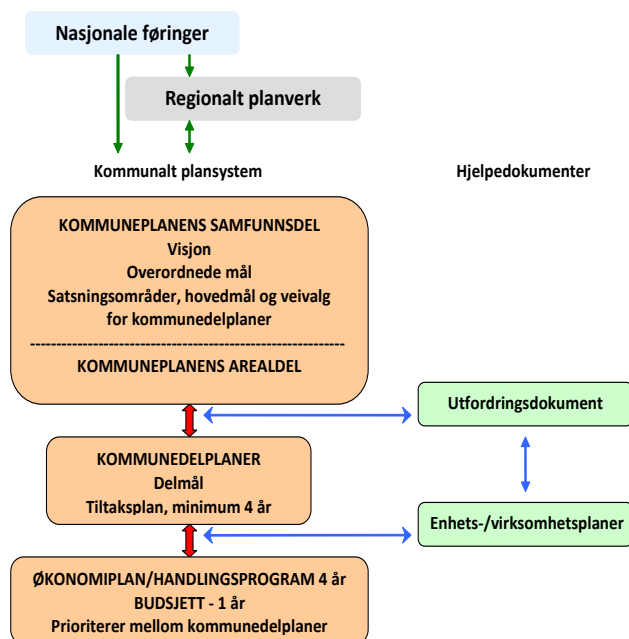 Nasjonale føringer
Regionalt planverk
Kommunalt plansystem
Hjelpedokumenter
KOMMUNEPLANENS SAMFUNNSDEL
Visjon
Overordnede mål
Satsningsområder, hovedmål og veivalg
for kommunedelplaner
KOMMUNEPLANENS AREALDEL
Utfordringsdokument
KOMMUNEDELPLANER
Delmål
Tiltaksplan, minimum 4 år
Enhets-/virksomhetsplaner
ØKONOMIPLAN/HANDLINGSPROGRAM 4 år
BUDSJETT - 1 år
Prioriterer mellom kommunedelplaner